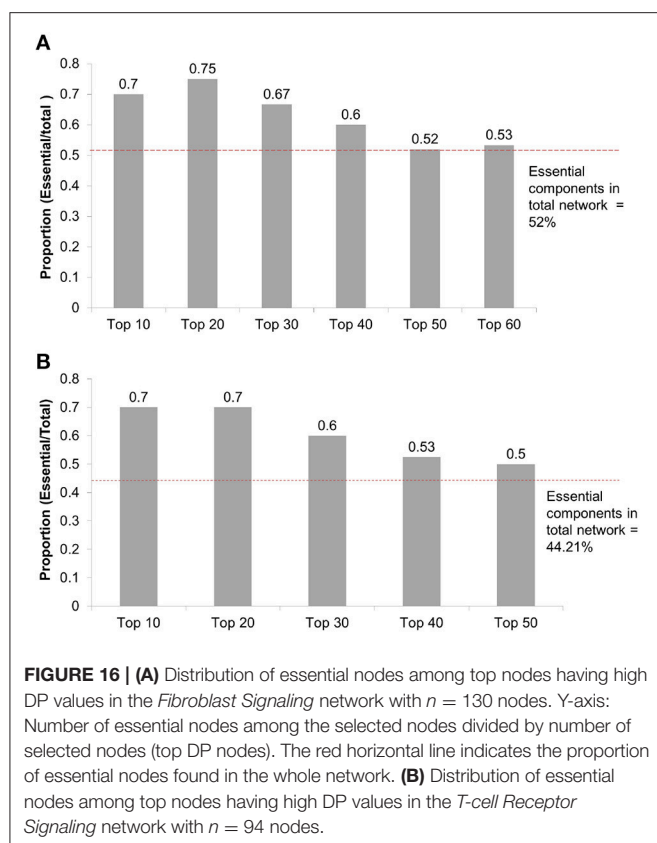 A
Proportion (Essential/total )
0.8
0.7
0.6
0.5
0.4
0.3
0.2
0.1
0
0.7
0.75
0.67
0.6
0.52
0.53
Top 10
Top 20
Top 30
Top 40
Top 50
Top 60
Essential
components in
total network =
52%
B
Proportion (Essential/Total)
0.8
0.7
0.6
0.5
0.4
0.3
0.2
0.1
0
0.7
0.7
0.6
0.53
0.5
Top 10
Top 20
Top 30
Top 40
Top 50
Essential
components in
total network =
44.21%
FIGURE 16 | (A) Distribution of essential nodes among top nodes having high
DP values in the Fibroblast Signaling network with n = 130 nodes. Y-axis:
Number of essential nodes among the selected nodes divided by number of
selected nodes (top DP nodes). The red horizontal line indicates the proportion
of essential nodes found in the whole network. (B) Distribution of essential
nodes among top nodes having high DP values in the T-cell Receptor
Signaling network with n = 94 nodes.